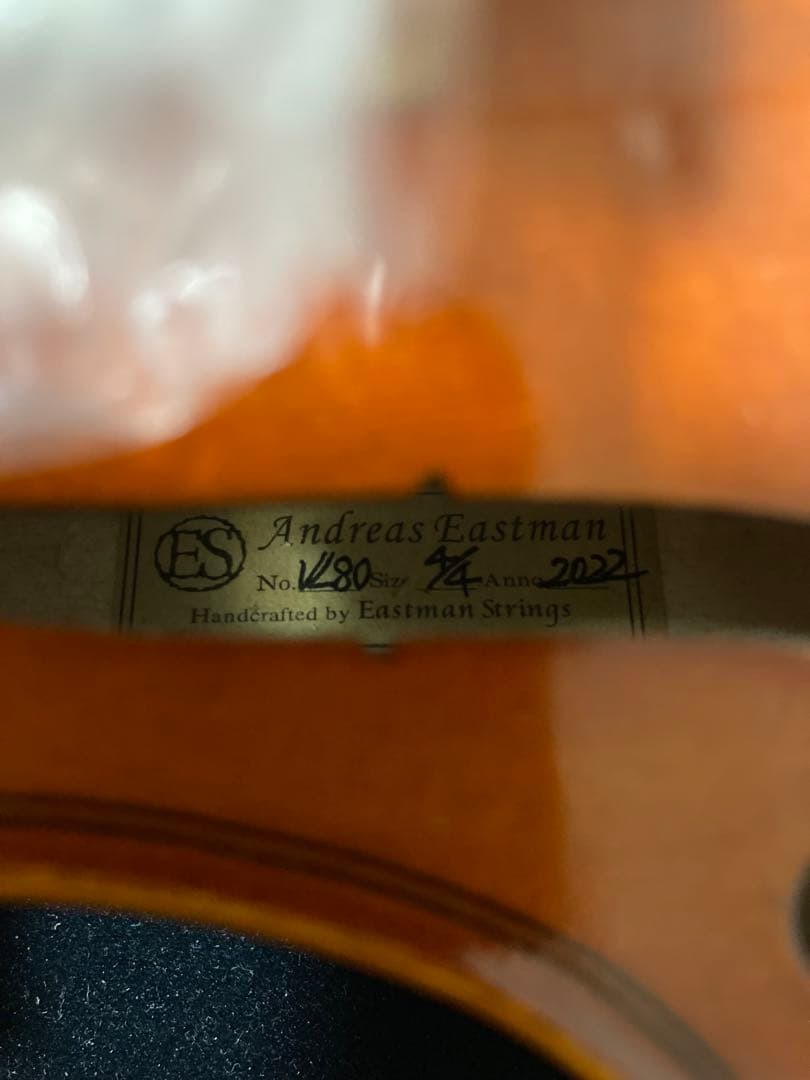 ES Andreas Eastman
No. VL80 Size 4/4 Anno 2022
Handcrafted by Eastman Strings